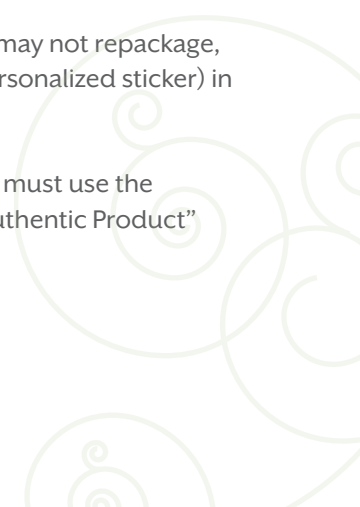 may not repackage,
rsonalized sticker) in
must use the
uthentic Product”